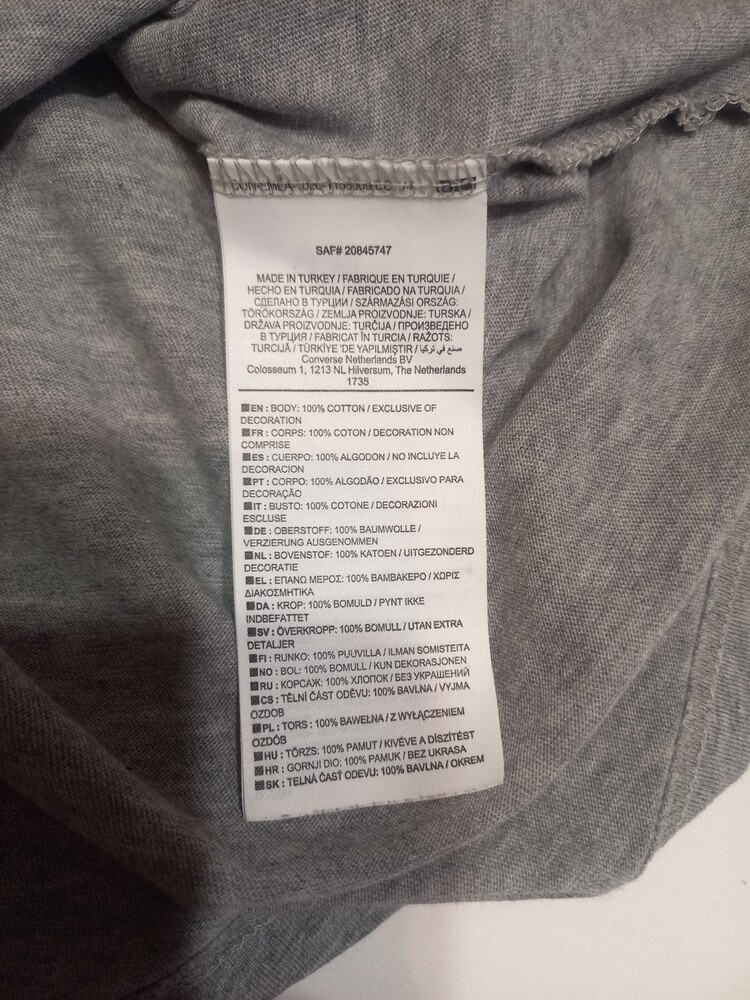 SAF# 20845747
MADE IN TURKEY / FABRIQUE EN TURQUIE /
HECHO EN TURQUIA / FABRICADO NA TURQUIA /
СДЕЛАНО В ТУРЦИИ / SZÁRMAZÁSI ORSZÁG:
TÖRÖKORSZÁG / ZEMLJA PROIZVODNJE: TURSKA /
DRŽAVA PROIZVODNJE: TURČIJA / ПРОИЗВЕДЕНО
В ТУРЦИЯ / FABRICAT ÎN TURCIA / RAŽOTS:
TURCIJĀ / TÜRKİYE 'DE YAPILMIŞTIR / صنع في تركيا
Converse Netherlands BV
Colosseum 1, 1213 NL Hilversum, The Netherlands
1735
EN : BODY: 100% COTTON / EXCLUSIVE OF
DECORATION
FR : CORPS: 100% COTON / DECORATION NON
COMPRISE
ES : CUERPO: 100% ALGODON / NO INCLUYE LA
DECORACION
PT : CORPO: 100% ALGODÃO / EXCLUSIVO PARA
DECORAÇÃO
IT : BUSTO: 100% COTONE / DECORAZIONI
ESCLUSE
DE : OBERSTOFF: 100% BAUMWOLLE /
VERZIERUNG AUSGENOMMEN
NL : BOVENSTOF: 100% KATOEN / UITGEZONDERD
DECORATIE
EL : ΕΠΑΝΩ ΜΕΡΟΣ: 100% ΒΑΜΒΑΚΕΡΟ / ΧΩΡΙΣ
ΔΙΑΚΟΣΜΗΤΙΚΑ
DA : KROP: 100% BOMULD / PYNT IKKE
INDBEFATTET
SV : ÖVERKROPP: 100% BOMULL / UTAN EXTRA
DETALJER
FI : RUNKO: 100% PUUVILLA / ILMAN SOMISTEITA
NO : BOL: 100% BOMULL / KUN DEKORASJONEN
RU : КОРСАЖ: 100% ХЛОПОК / БЕЗ УКРАШЕНИЙ
CS : TĚLNÍ ČÁST ODĚVU: 100% BAVLNA / VYJMA
OZDOB
PL : TORS : 100% BAWEŁNA / Z WYŁĄCZENIEM
OZDÓB
HU : TÖRZS: 100% PAMUT / KIVÉVE A DÍSZÍTÉST
HR : GORNJI DIO: 100% PAMUK / BEZ UKRASA
SK : TELNÁ ČASŤ ODEVU: 100% BAVLNA / OKREM